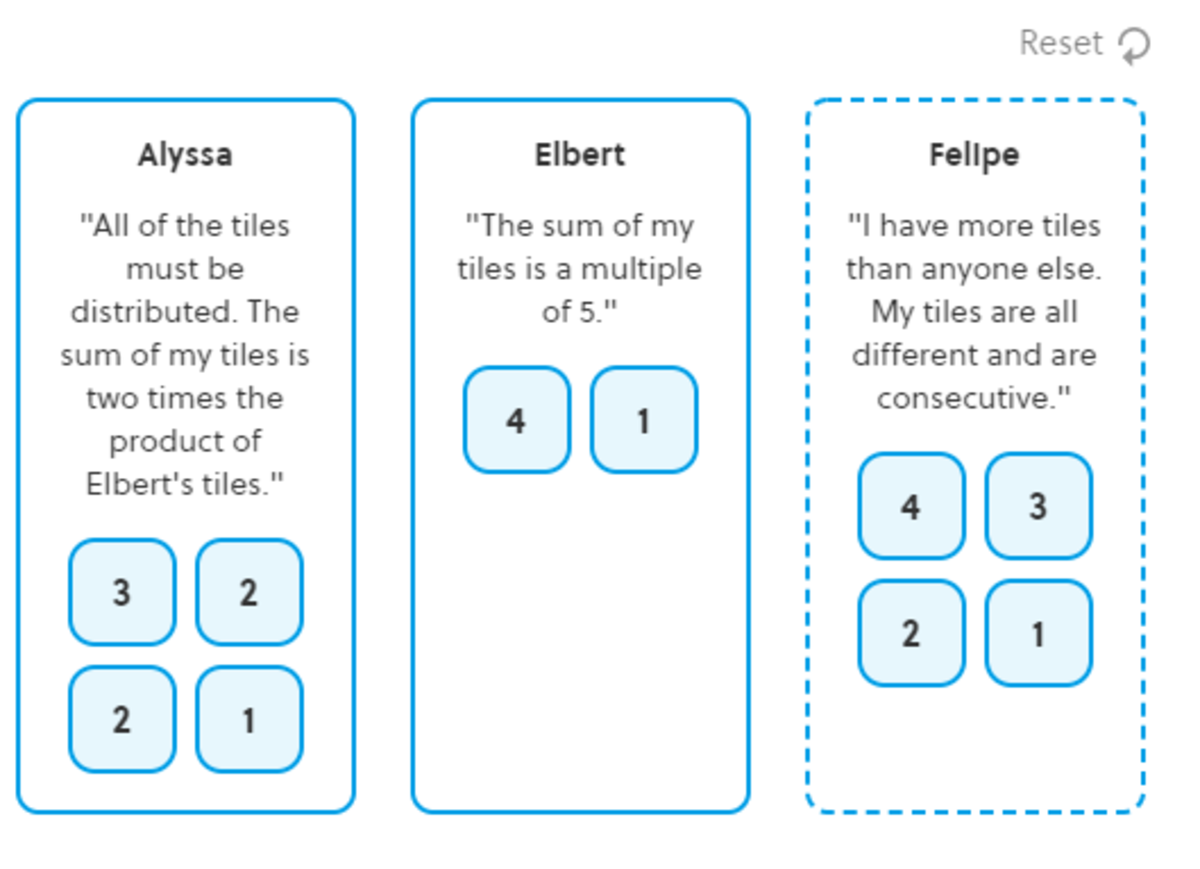 Reset
Alyssa
"All of the tiles
must be
distributed. The
sum of my tiles is
two times the
product of
Elbert's tiles."
3 2
2 1
Elbert
"The sum of my
tiles is a multiple
of 5."
4 1
FelIpe
"I have more tiles
than anyone else.
My tiles are all
different and are
consecutive."
4 3
2 1